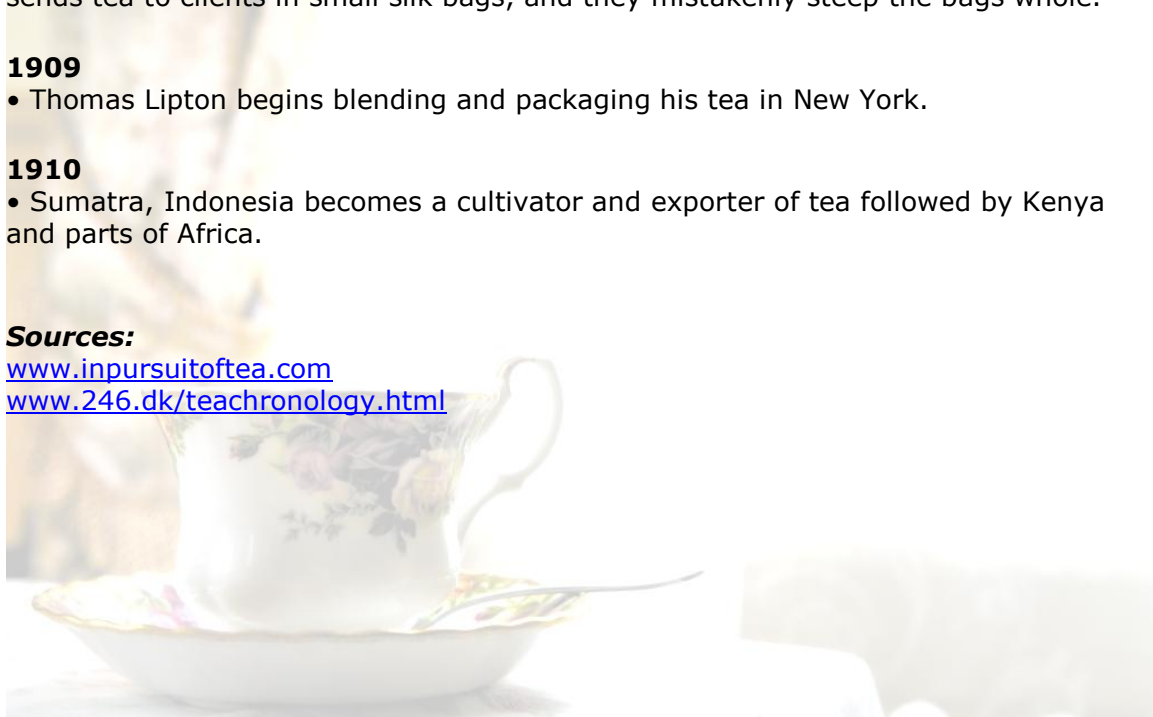 sends tea to clients in small silk bags, and they mistakenly steep the bags whole.
1909
• Thomas Lipton begins blending and packaging his tea in New York.
1910
• Sumatra, Indonesia becomes a cultivator and exporter of tea followed by Kenya
and parts of Africa.
Sources:
www.inpursuitoftea.com
www.246.dk/teachronology.html